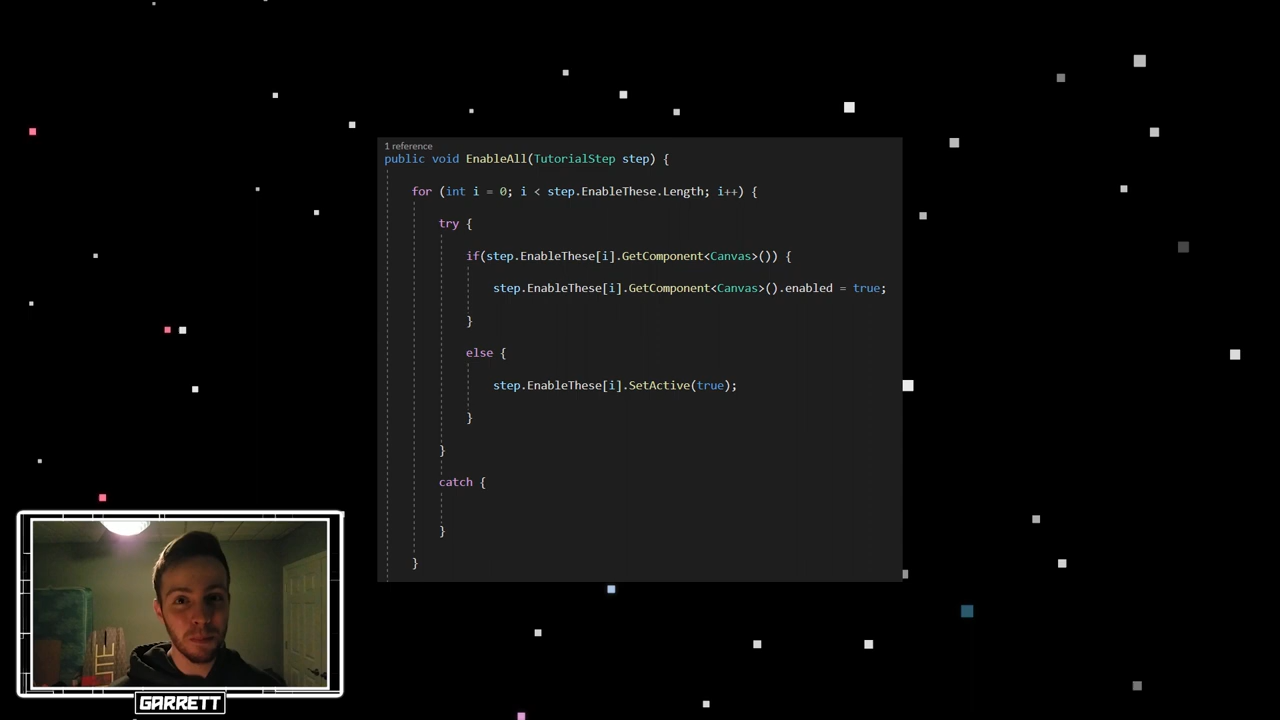 1 reference
public void EnableAll(TutorialStep step) {
for (int i = 0; i < step.EnableThese.Length; i++) {
try {
if(step.EnableThese[i].GetComponent<Canvas>()) {
step.EnableThese[i].GetComponent<Canvas>().enabled = true;
}
else {
step.EnableThese[i].SetActive(true);
}
}
catch {
}
}
GARRETT